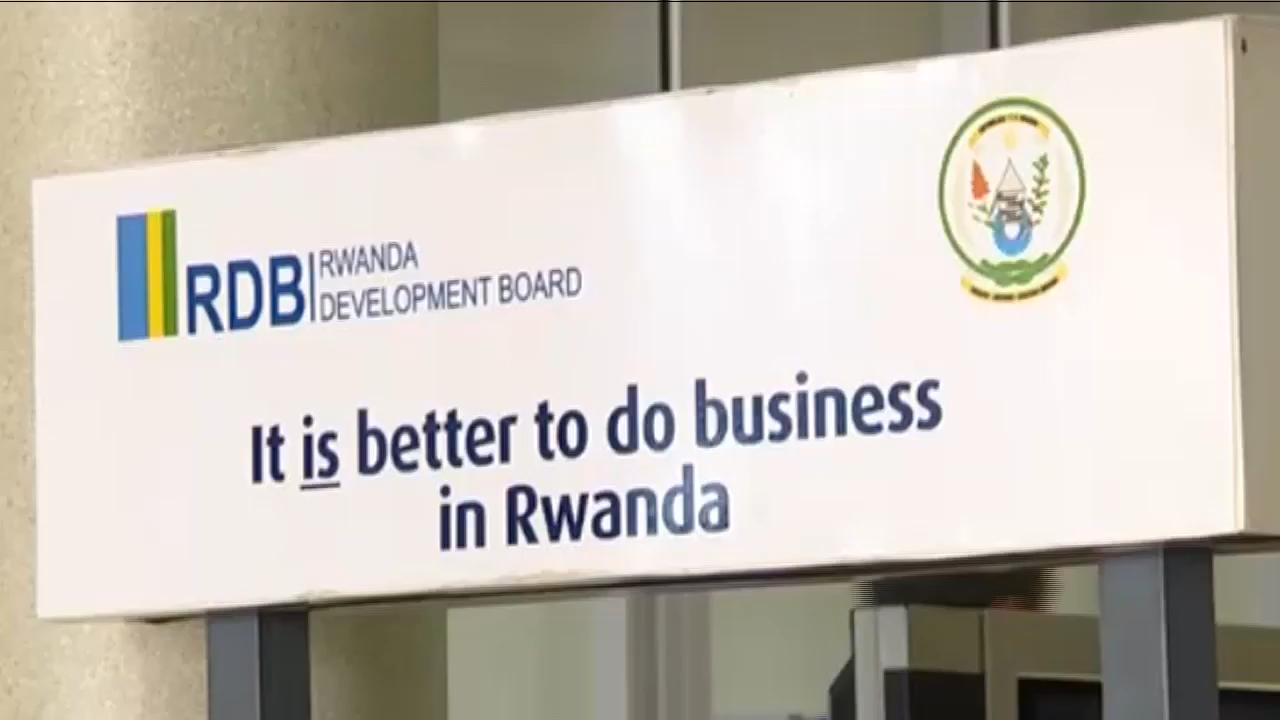 RDB
RWANDA
DEVELOPMENT BOARD
It is better to do business
in Rwanda